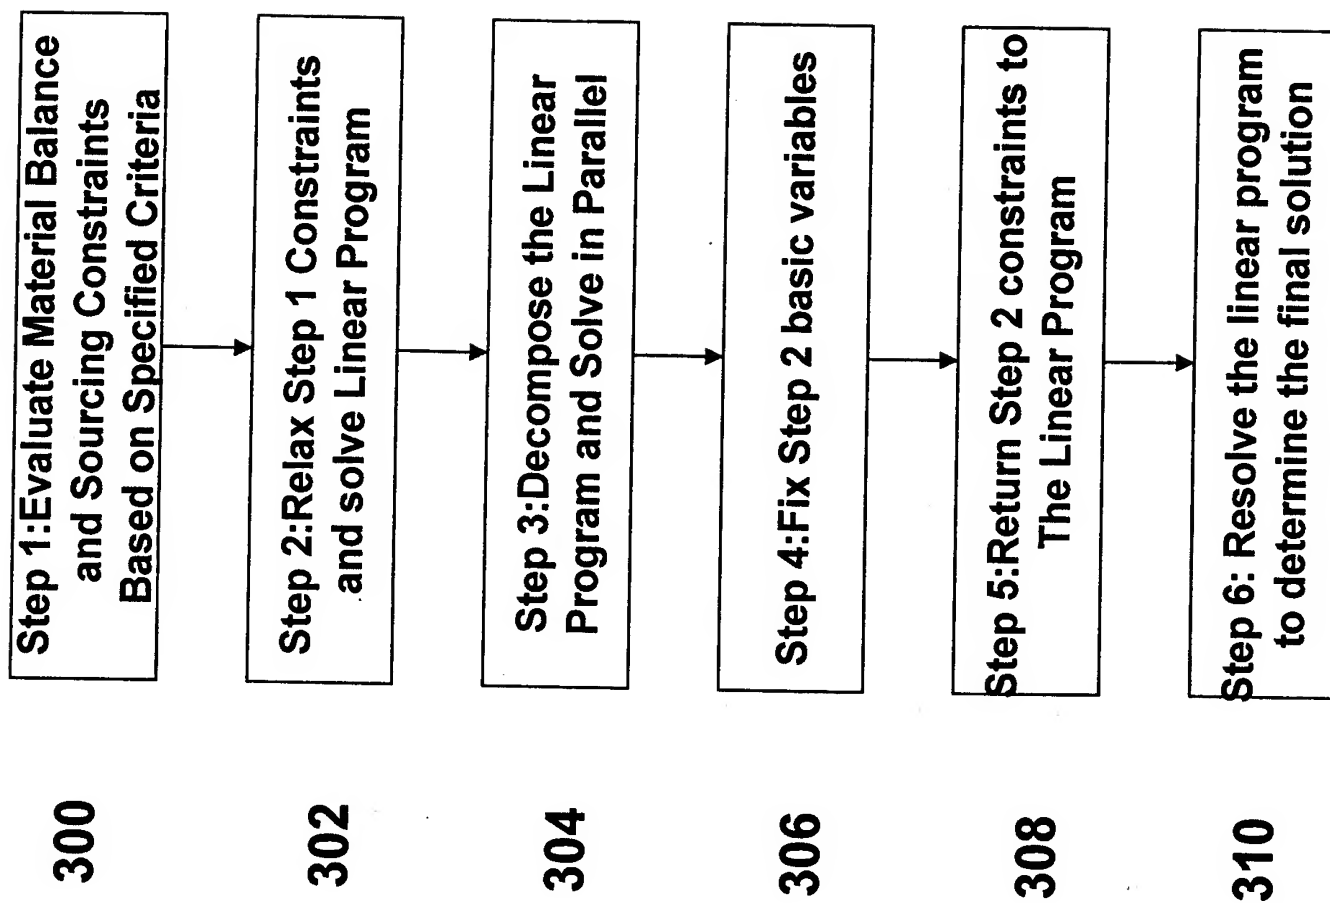 300
Step 1:Evaluate Material Balance
and Sourcing Constraints
Based on Specified Criteria
302
Step 2:Relax Step 1 Constraints
and solve Linear Program
304
Step 3:Decompose the Linear
Program and Solve in Parallel
306
Step 4:Fix Step 2 basic variables
308
Step 5:Return Step 2 constraints to
The Linear Program
310
Step 6: Resolve the linear program
to determine the final solution